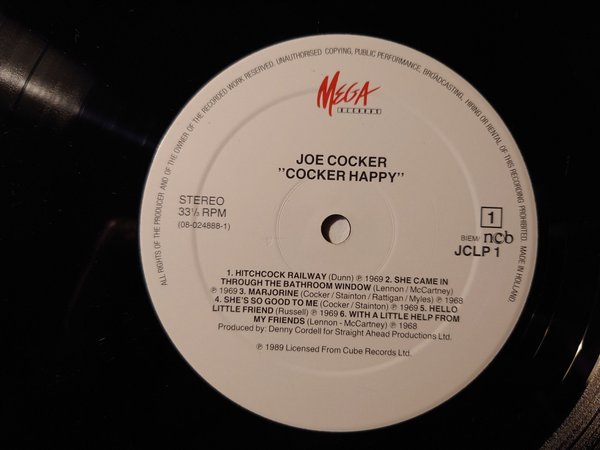 ALL RIGHTS OF THE PRODUCER AND OF THE OWNER OF THE RECORDED WORK RESERVED. UNAUTHORISED COPYING, PUBLIC PERFORMANCE, BROADCASTING, HIRING OR RENTAL OF THIS RECORDING PROHIBITED. MADE IN HOLLAND.
MEGA
RECORDS
JOE COCKER
"COCKER HAPPY"
STEREO
33⅓ RPM
(08-024888-1)
1
BIEM/ ncb
JCLP 1
1. HITCHCOCK RAILWAY (Dunn) ℗ 1969 2. SHE CAME IN
THROUGH THE BATHROOM WINDOW (Lennon / McCartney)
℗ 1969 3. MARJORINE (Cocker / Stainton / Rattigan / Myles) ℗ 1968
4. SHE'S SO GOOD TO ME (Cocker / Stainton) ℗ 1969 5. HELLO
LITTLE FRIEND (Russell) ℗ 1969 6. WITH A LITTLE HELP FROM
MY FRIENDS (Lennon - McCartney) ℗ 1968
Produced by: Denny Cordell for Straight Ahead Productions Ltd.
℗ 1989 Licensed From Cube Records Ltd.